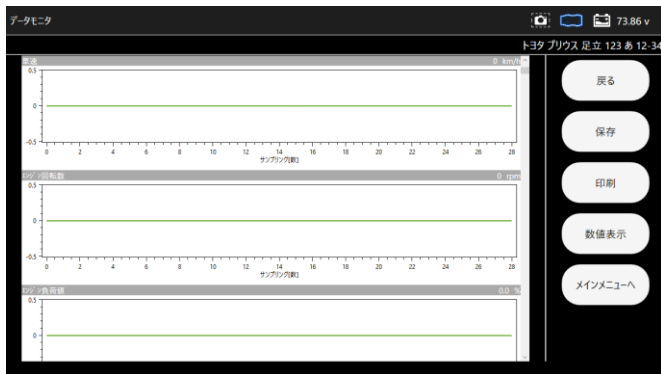 データモニタ
73.86 v
トヨタ プリウス 足立 123 あ 12-34
車速 0 km/h
0.5
0
-0.5
0 2 4 6 8 10 12 14 16 18 20 22 24 26 28
サンプリング[数]
エンジン回転数 0 rpm
0.5
0
-0.5
0 2 4 6 8 10 12 14 16 18 20 22 24 26 28
サンプリング[数]
エンジン負荷値 0.0 %
0.5
0
戻る
保存
印刷
数値表示
メインメニューへ